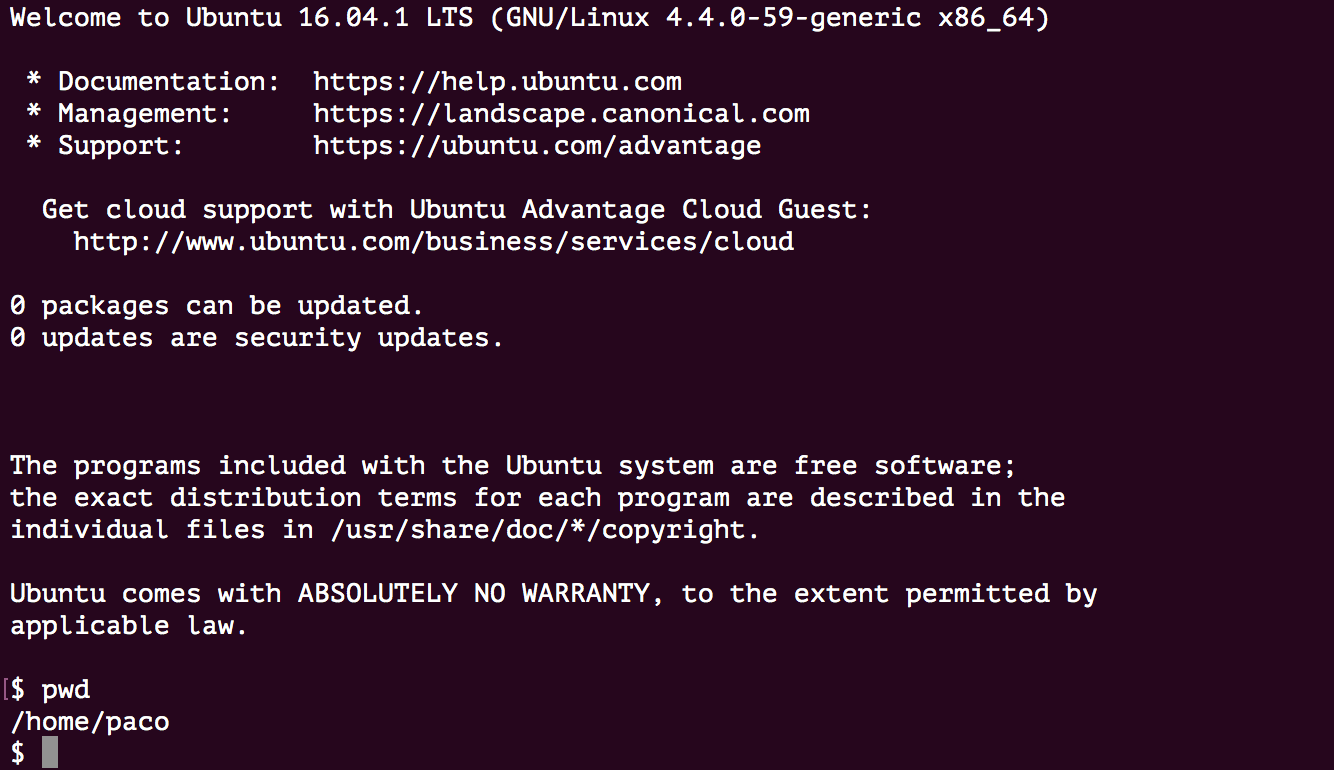 Welcome to Ubuntu 16.04.1 LTS (GNU/Linux 4.4.0-59-generic x86_64)
* Documentation:  https://help.ubuntu.com
* Management:     https://landscape.canonical.com
* Support:        https://ubuntu.com/advantage
Get cloud support with Ubuntu Advantage Cloud Guest:
http://www.ubuntu.com/business/services/cloud
0 packages can be updated.
0 updates are security updates.
The programs included with the Ubuntu system are free software;
the exact distribution terms for each program are described in the
individual files in /usr/share/doc/*/copyright.
Ubuntu comes with ABSOLUTELY NO WARRANTY, to the extent permitted by
applicable law.
[$ pwd
/home/paco
$